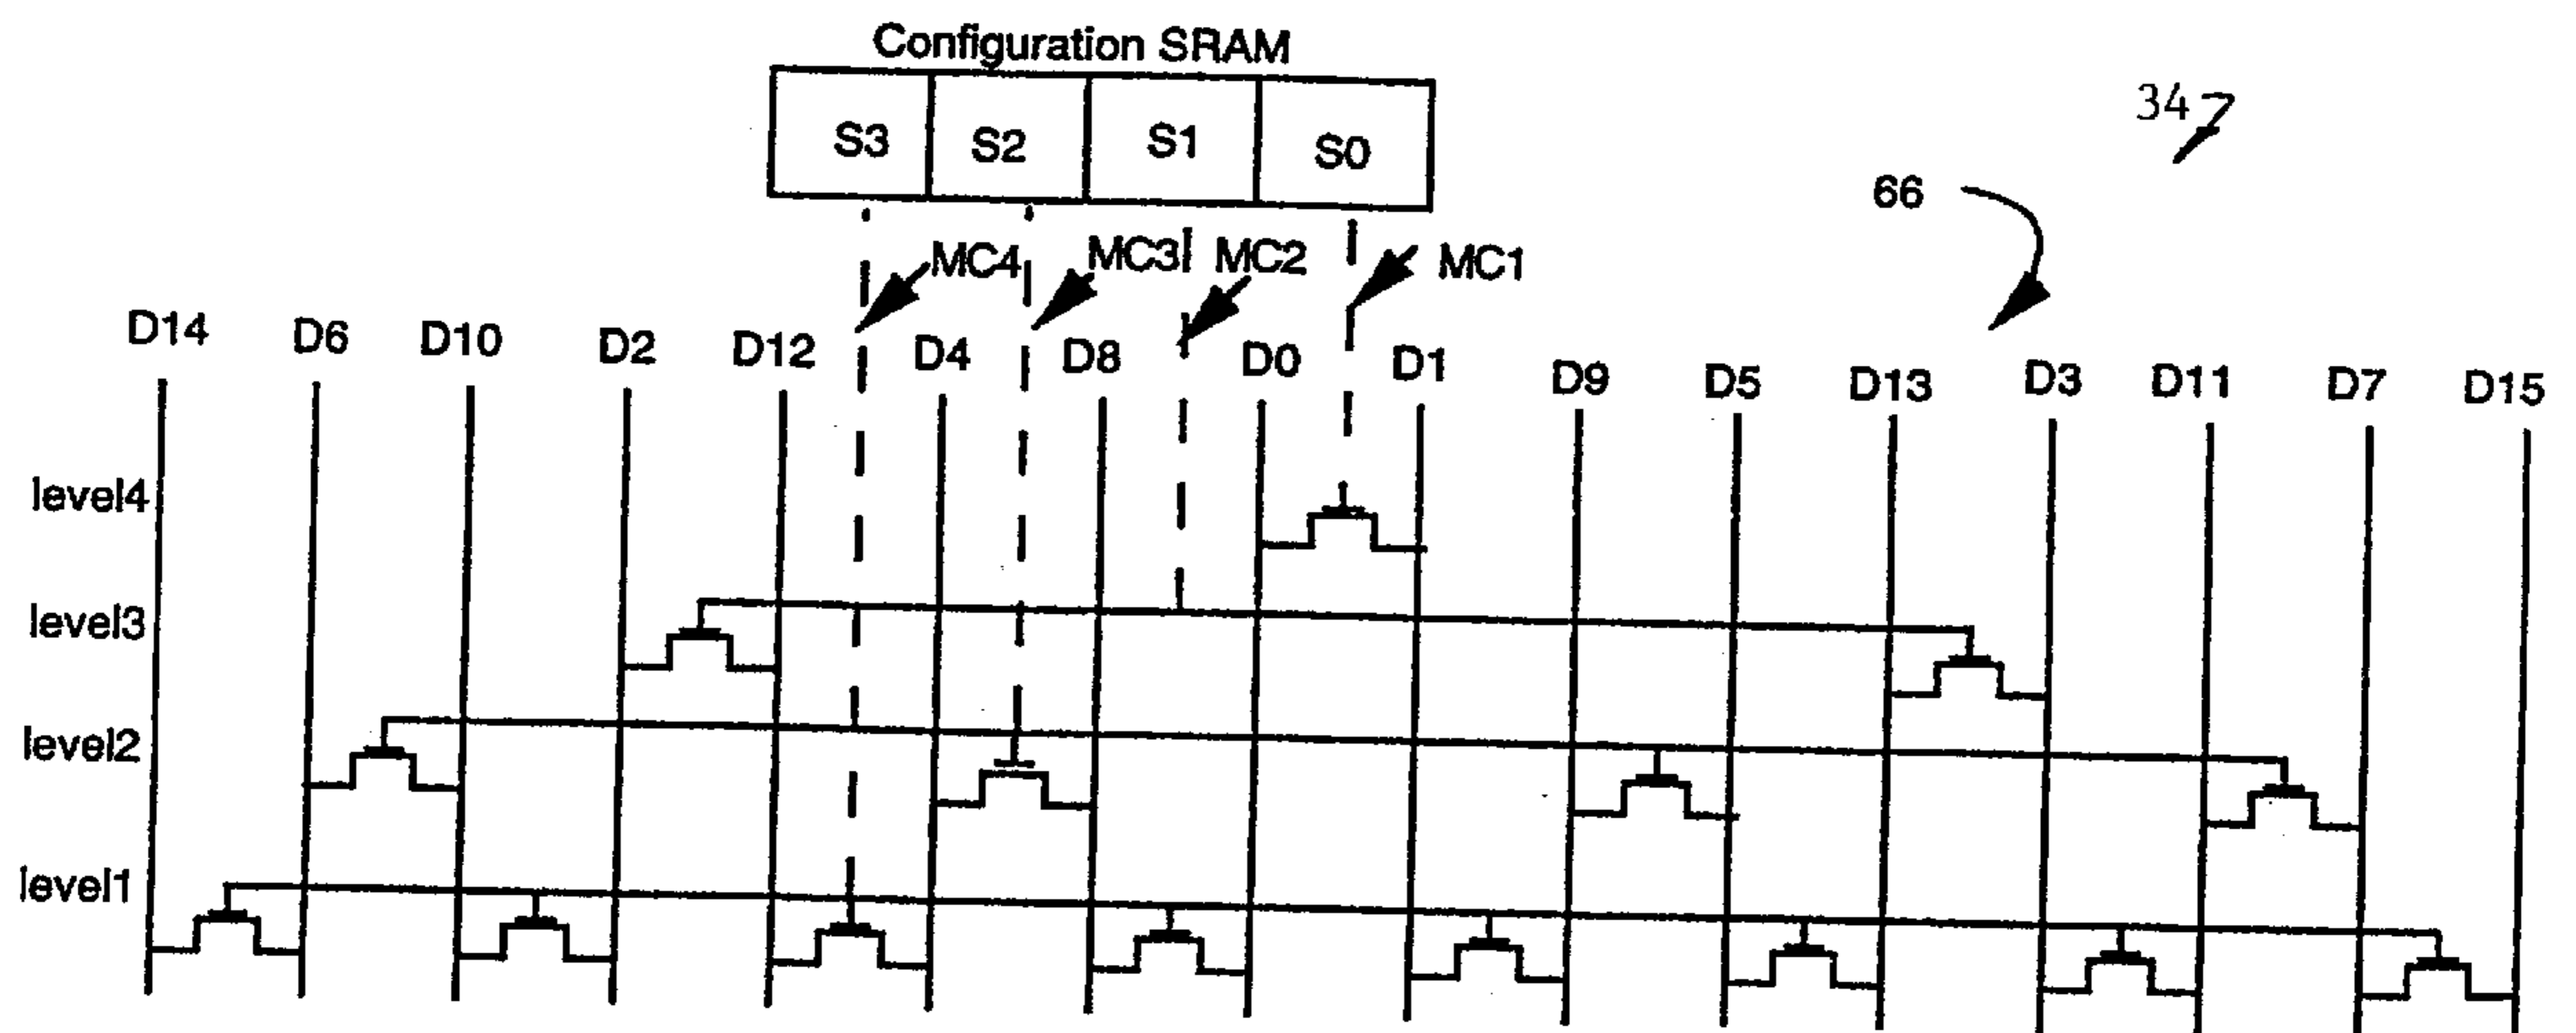 Configuration SRAM
S3 S2 S1 S0
34
66
MC4 MC3 MC2 MC1
D14 D6 D10 D2 D12 D4 D8 D0 D1 D9 D5 D13 D3 D11 D7 D15
level4
level3
level2
level1